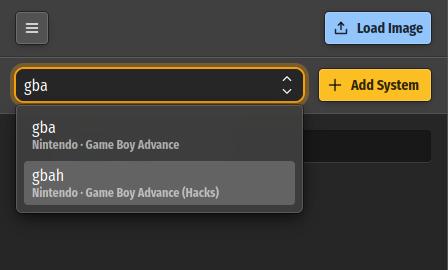 Load Image
gba
Add System
gba
Nintendo · Game Boy Advance
gbah
Nintendo · Game Boy Advance (Hacks)